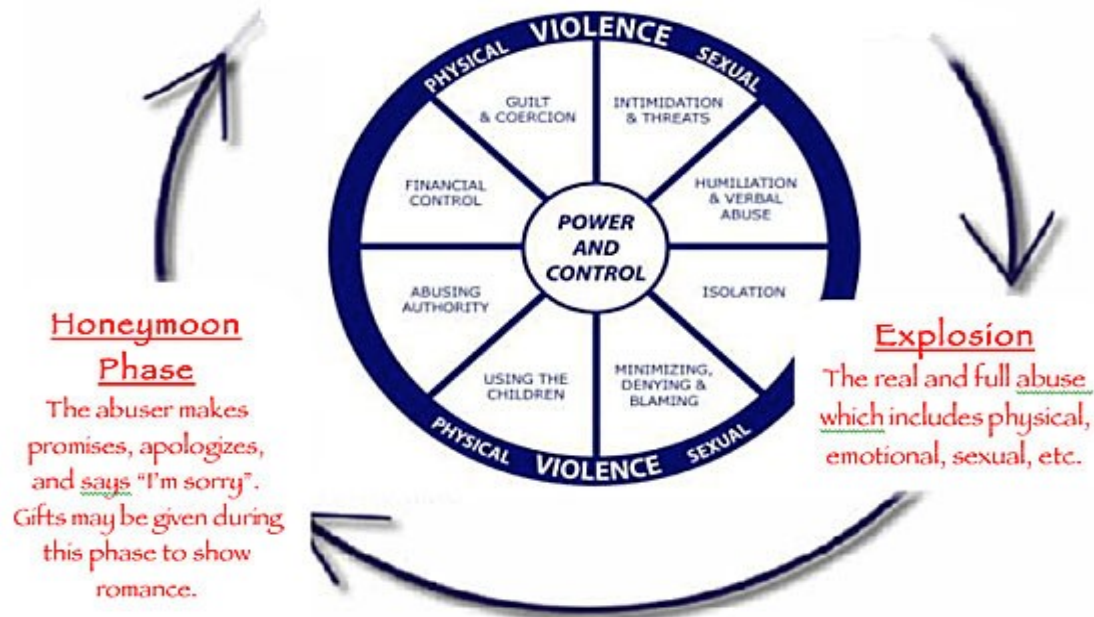 PHYSICAL VIOLENCE SEXUAL
GUILT
& COERCION
INTIMIDATION
& THREATS
FINANCIAL
CONTROL
HUMILIATION
& VERBAL
ABUSE
POWER
AND
CONTROL
ABUSING
AUTHORITY
ISOLATION
USING THE
CHILDREN
MINIMIZING,
DENYING &
BLAMING
PHYSICAL VIOLENCE SEXUAL
Honeymoon
Phase
The abuser makes
promises, apologizes,
and says “I’m sorry”.
Gifts may be given during
this phase to show
romance.
Explosion
The real and full abuse
which includes physical,
emotional, sexual, etc.